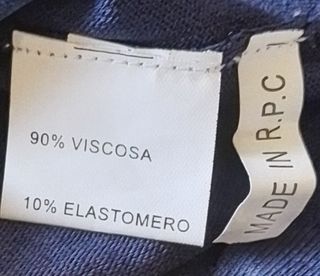 90% VISCOSA
10% ELASTOMERO
MADE IN R.P.C